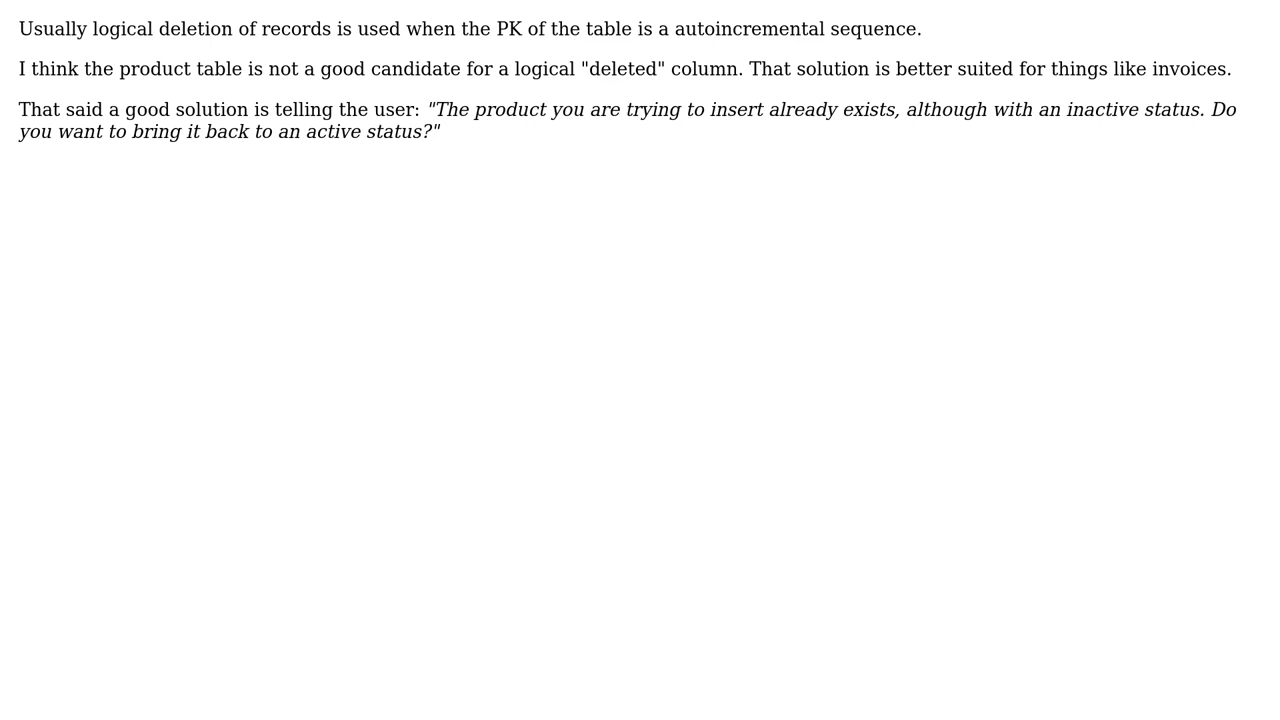 Usually logical deletion of records is used when the PK of the table is a autoincremental sequence.
I think the product table is not a good candidate for a logical "deleted" column. That solution is better suited for things like invoices.
That said a good solution is telling the user: "The product you are trying to insert already exists, although with an inactive status. Do
you want to bring it back to an active status?"